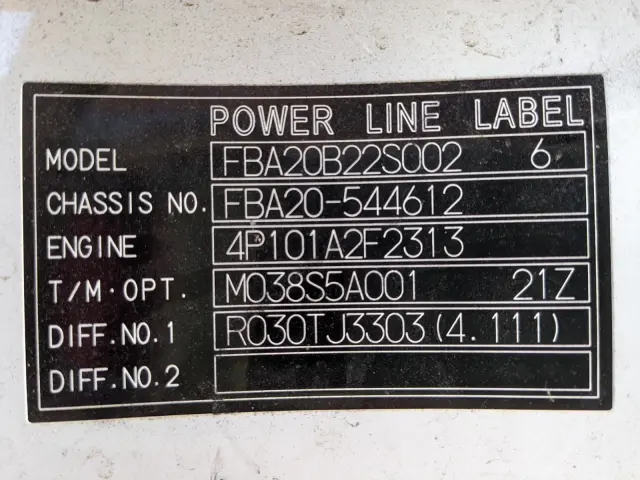 POWER LINE LABEL
MODEL FBA20B22S002 6
CHASSIS NO. FBA20-544612
ENGINE 4P101A2F2313
T/M·OPT. M038S5A001 21Z
DIFF.NO.1 R030TJ3303(4.111)
DIFF.NO.2